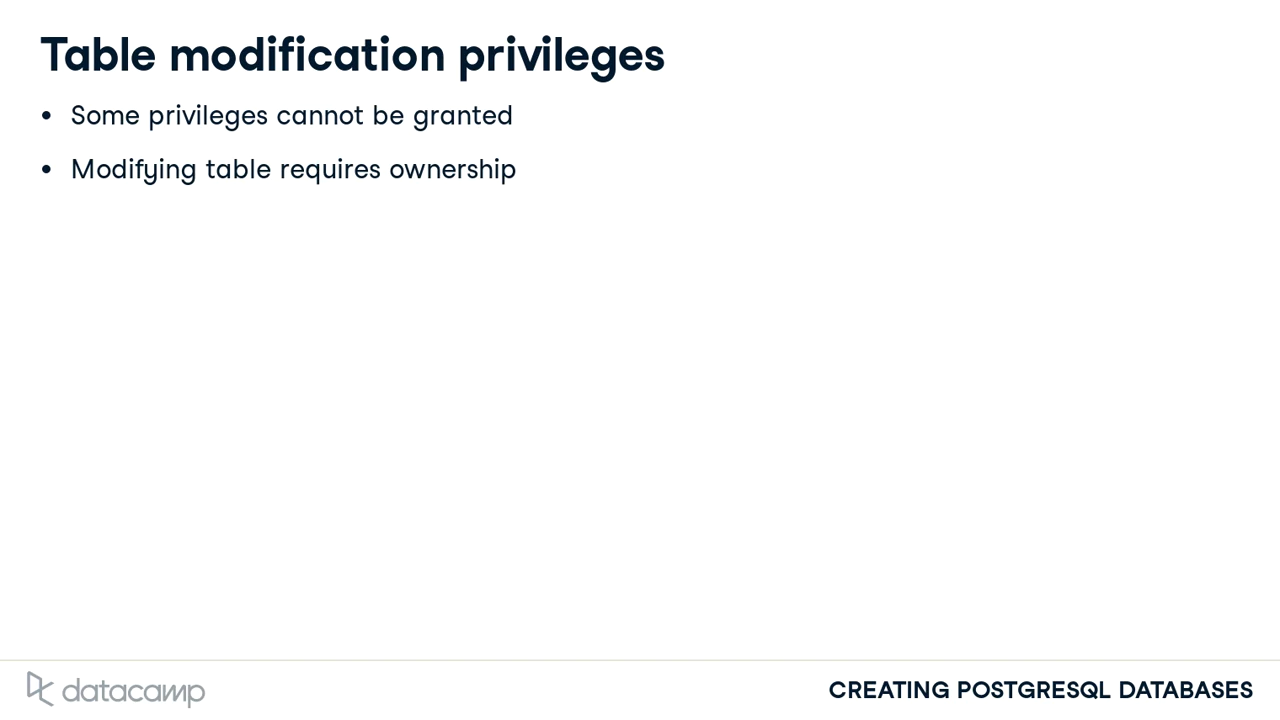 Table modification privileges
• Some privileges cannot be granted
• Modifying table requires ownership
datacamp
CREATING POSTGRESQL DATABASES